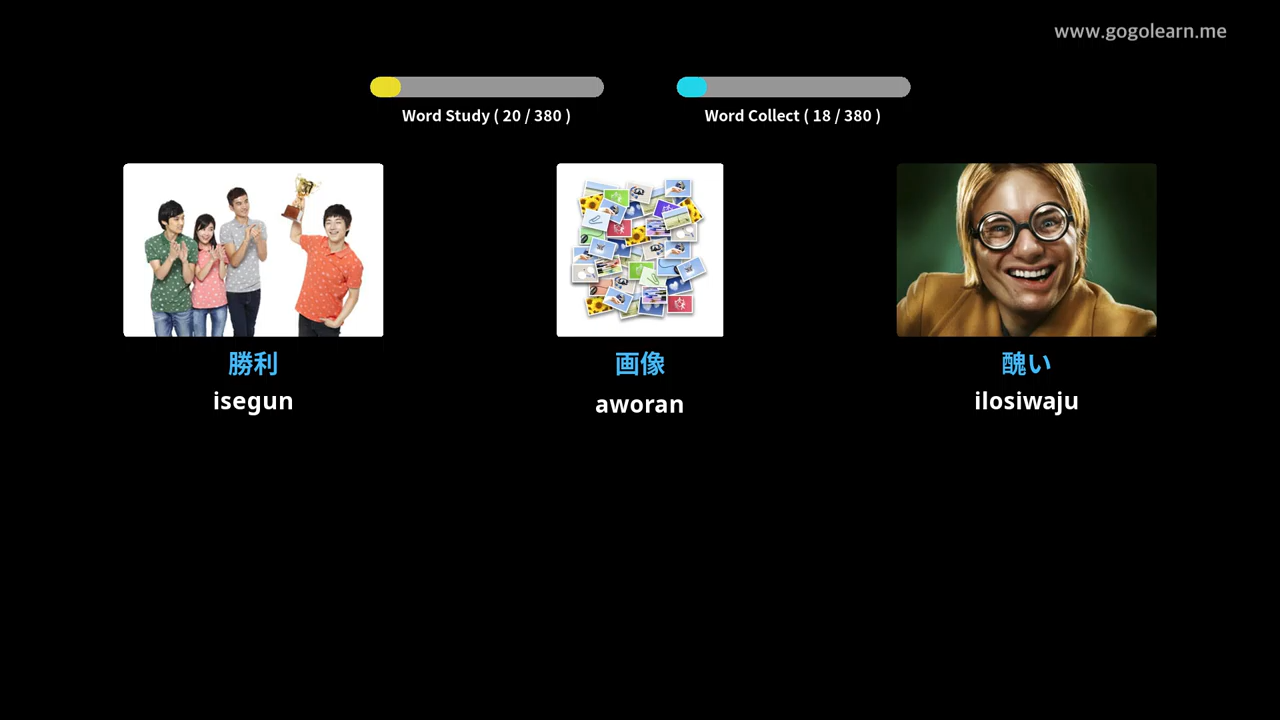 www.gogolearn.me
Word Study ( 20 / 380 )
Word Collect ( 18 / 380 )
勝利
画像
醜い
isegun
aworan
ilosiwaju